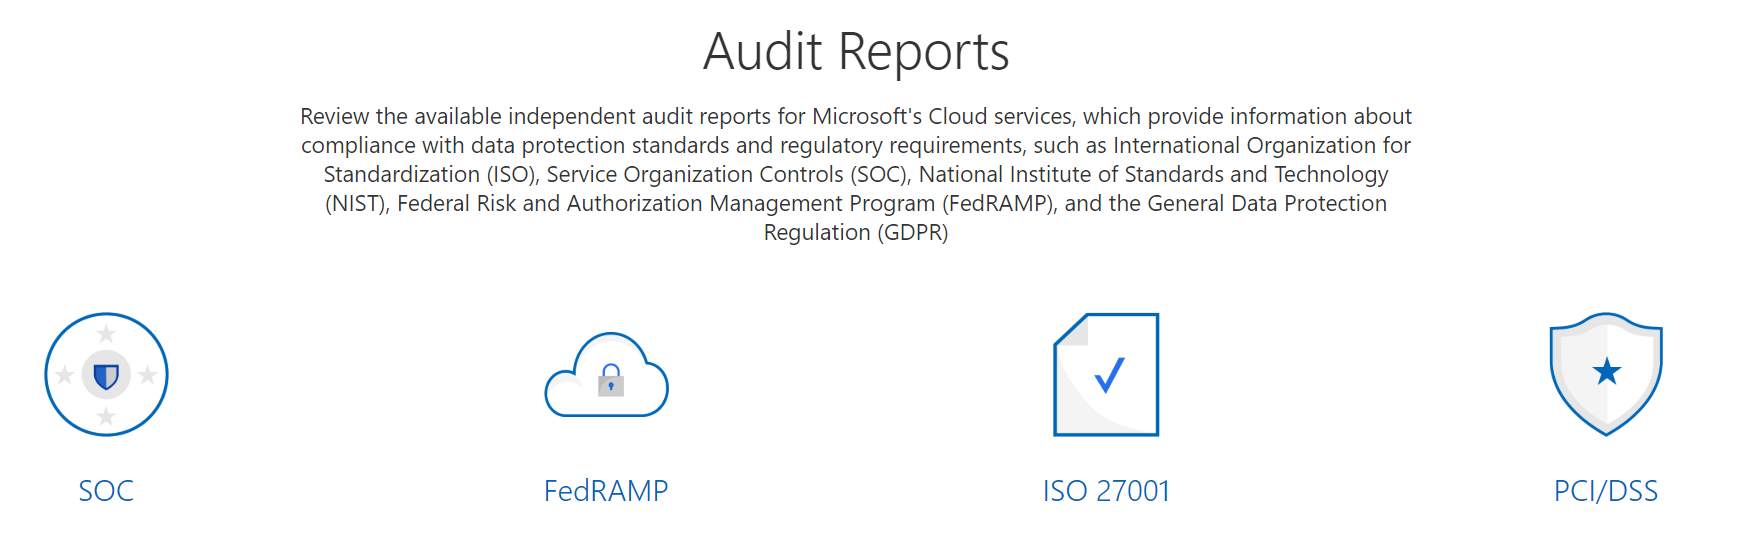 Audit Reports
Review the available independent audit reports for Microsoft's Cloud services, which provide information about
compliance with data protection standards and regulatory requirements, such as International Organization for
Standardization (ISO), Service Organization Controls (SOC), National Institute of Standards and Technology
(NIST), Federal Risk and Authorization Management Program (FedRAMP), and the General Data Protection
Regulation (GDPR)
SOC
FedRAMP
ISO 27001
PCI/DSS